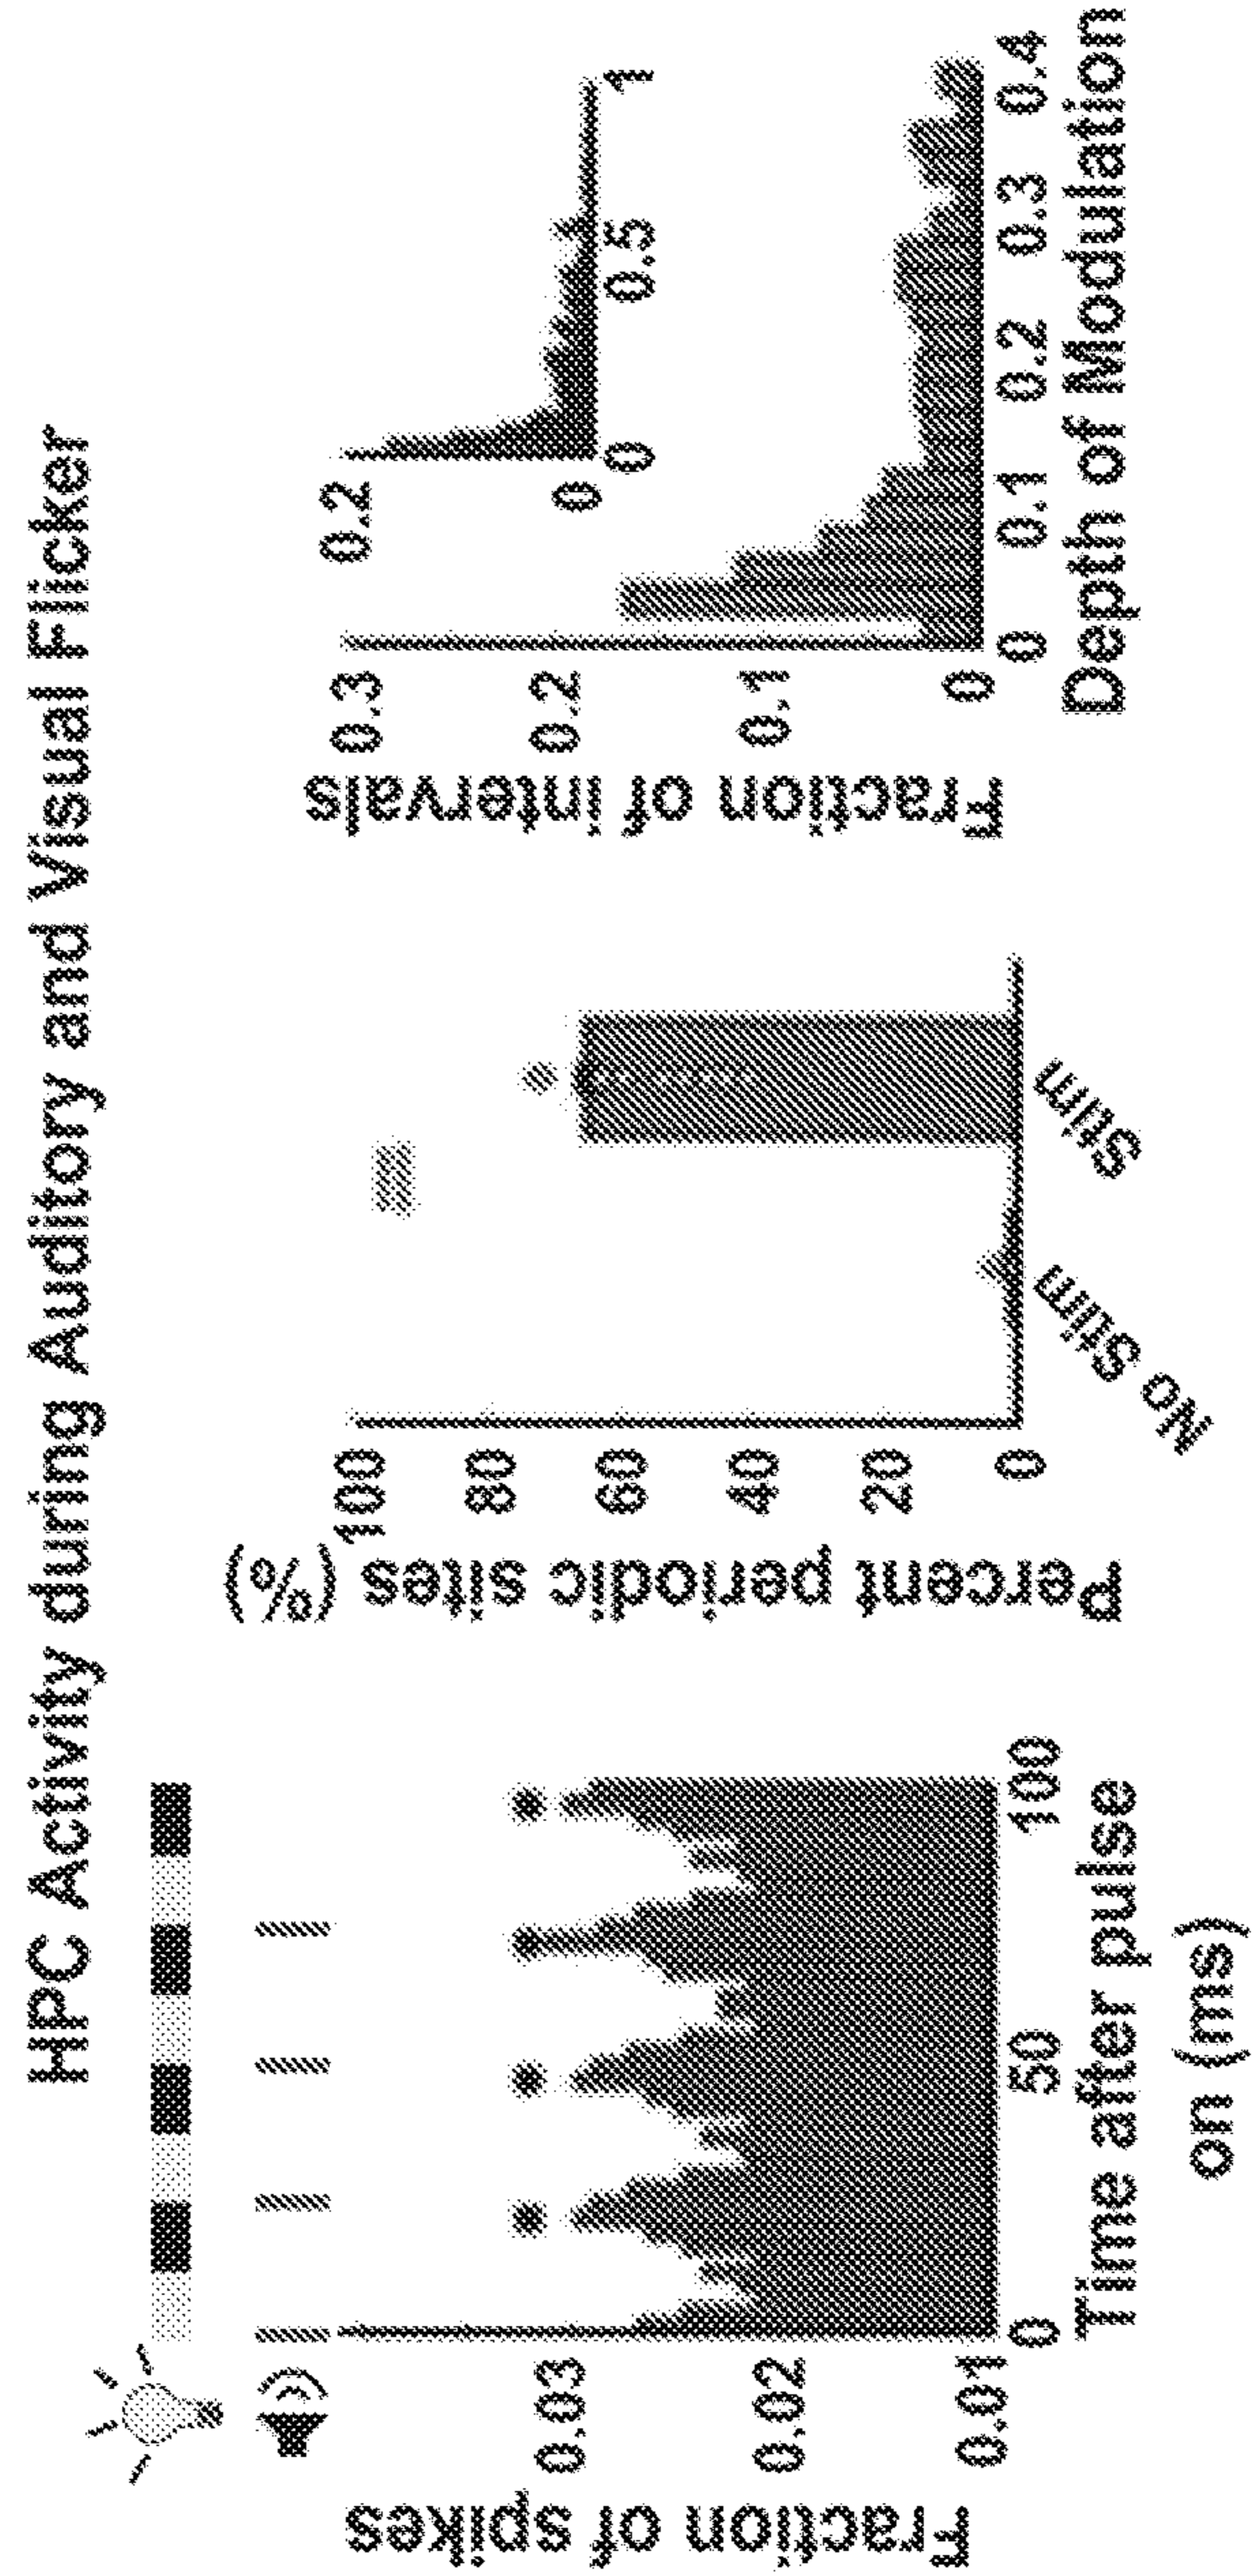 HPC Activity during Auditory and Visual Flicker
Fraction of spikes
0.03
0.02
0.01
0
50
100
Time after pulse
on (ms)
Percent periodic sites (%)
100
80
60
40
20
0
No Stim
Stim
Fraction of intervals
0.3
0.2
0.1
0
0
0.1
0.2
0.3
0.4
Depth of Modulation
0.2
0
0
0.5
1